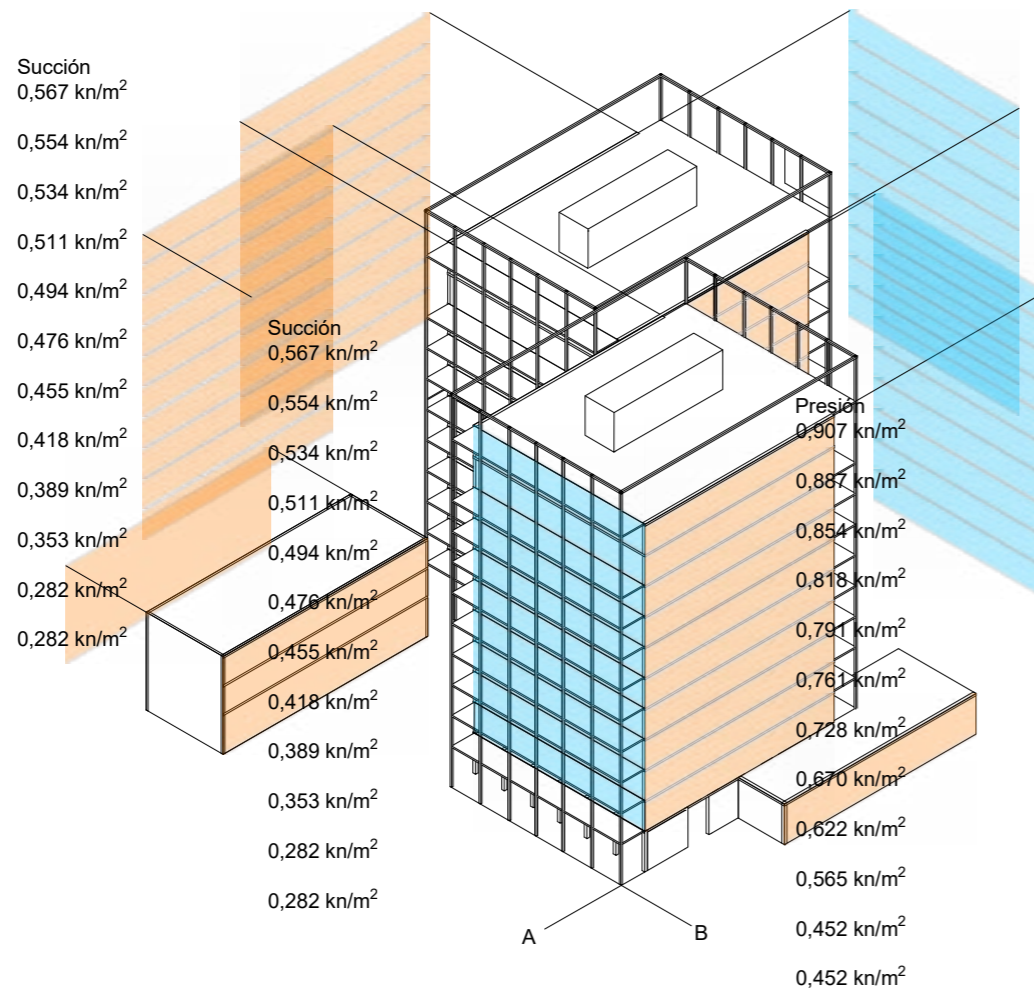 Succión
0,567 kn/m²
0,554 kn/m²
0,534 kn/m²
0,511 kn/m²
0,494 kn/m²
0,476 kn/m²
0,455 kn/m²
0,418 kn/m²
0,389 kn/m²
0,353 kn/m²
0,282 kn/m²
0,282 kn/m²
Succión
0,567 kn/m²
0,554 kn/m²
0,534 kn/m²
0,511 kn/m²
0,494 kn/m²
0,476 kn/m²
0,455 kn/m²
0,418 kn/m²
0,389 kn/m²
0,353 kn/m²
0,282 kn/m²
0,282 kn/m²
Presión
0,907 kn/m²
0,887 kn/m²
0,854 kn/m²
0,818 kn/m²
0,791 kn/m²
0,761 kn/m²
0,728 kn/m²
0,670 kn/m²
0,622 kn/m²
0,565 kn/m²
0,452 kn/m²
0,452 kn/m²
A
B